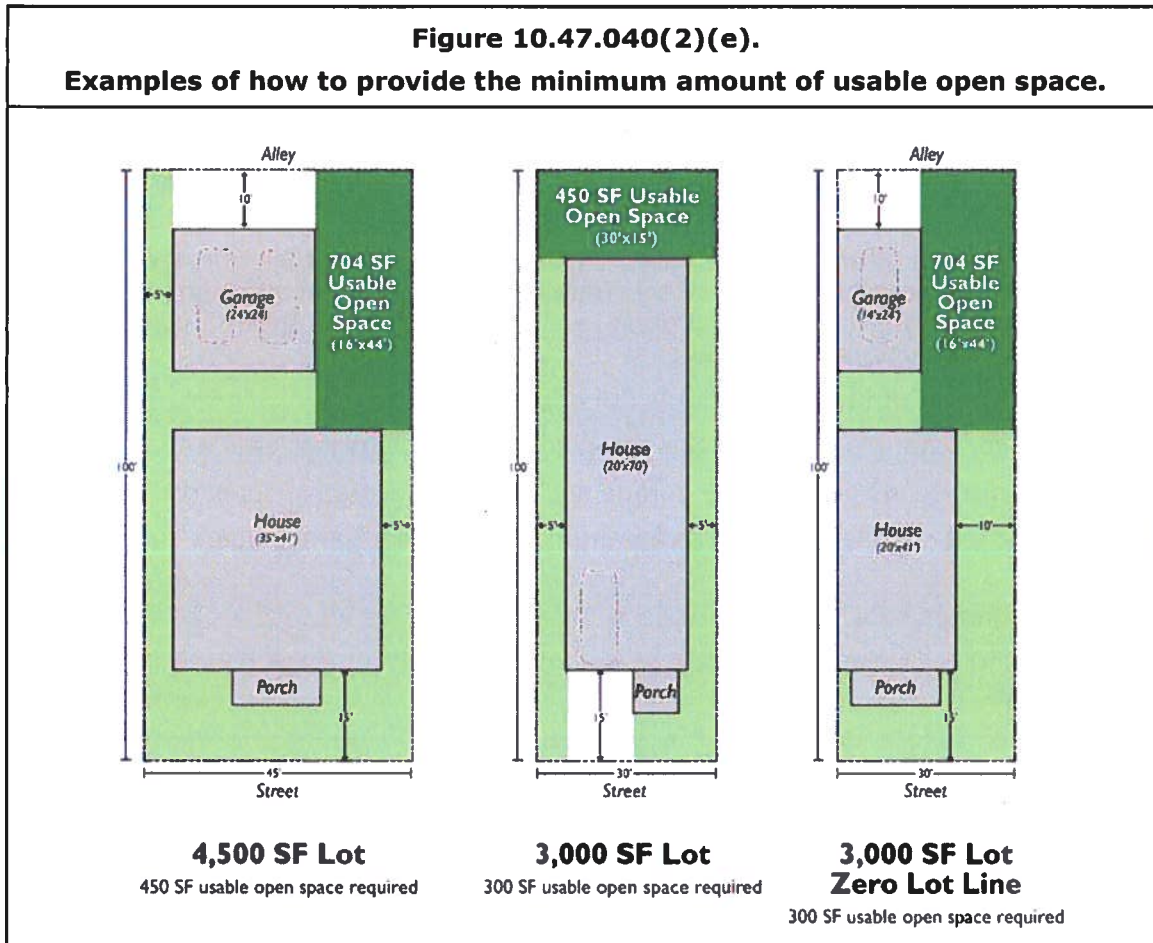 Figure 10.47.040(2)(e).
Examples of how to provide the minimum amount of usable open space.
Alley
10'
704 SF
Usable
Open
Space
(16'x44')
5'
Garage
(24'x24')
100'
House
(35'x41')
5'
Porch
15'
45'
Street
4,500 SF Lot
450 SF usable open space required
450 SF Usable
Open Space
(30'x15')
100'
House
(20'x70')
5'
5'
Porch
15'
30'
Street
3,000 SF Lot
300 SF usable open space required
Alley
10'
704 SF
Usable
Open
Space
(16'x44')
Garage
(14'x24')
100'
House
(20'x41')
10'
Porch
15'
30'
Street
3,000 SF Lot
Zero Lot Line
300 SF usable open space required